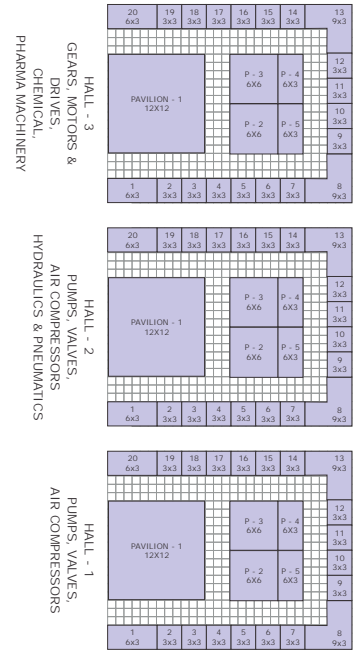 HALL - 3
GEARS, MOTORS &
DRIVES,
CHEMICAL,
PHARMA MACHINERY
20
6x3
19
3x3
18
3x3
17
3x3
16
3x3
15
3x3
14
3x3
13
9x3
12
3x3
11
3x3
10
3x3
9
3x3
PAVILION - 1
12X12
P - 3
6X6
P - 4
6X3
P - 2
6X6
P - 5
6X3
1
6x3
2
3x3
3
3x3
4
3x3
5
3x3
6
3x3
7
3x3
8
9x3
HALL - 2
PUMPS, VALVES,
AIR COMPRESSORS
HYDRAULICS & PNEUMATICS
20
6x3
19
3x3
18
3x3
17
3x3
16
3x3
15
3x3
14
3x3
13
9x3
12
3x3
11
3x3
10
3x3
9
3x3
PAVILION - 1
12X12
P - 3
6X6
P - 4
6X3
P - 2
6X6
P - 5
6X3
1
6x3
2
3x3
3
3x3
4
3x3
5
3x3
6
3x3
7
3x3
8
9x3
HALL - 1
PUMPS, VALVES,
AIR COMPRESSORS
20
6x3
19
3x3
18
3x3
17
3x3
16
3x3
15
3x3
14
3x3
13
9x3
12
3x3
11
3x3
10
3x3
9
3x3
PAVILION - 1
12X12
P - 3
6X6
P - 4
6X3
P - 2
6X6
P - 5
6X3
1
6x3
2
3x3
3
3x3
4
3x3
5
3x3
6
3x3
7
3x3
8
9x3